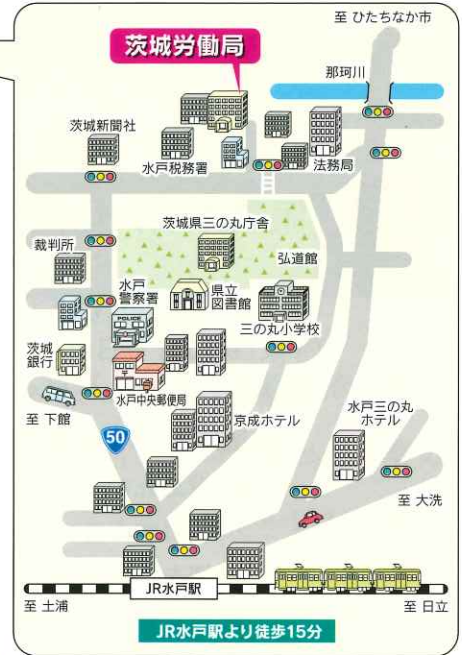 至 ひたちなか市
茨城労働局
那珂川
茨城新聞社
水戸税務署
法務局
茨城県三の丸庁舎
裁判所
弘道館
水戸
警察署
県立
図書館
POLICE
三の丸小学校
茨城
銀行
水戸中央郵便局
至 下館
京成ホテル
水戸三の丸
ホテル
50
至 大洗
JR水戸駅
至 土浦
至 日立
JR水戸駅より徒歩15分